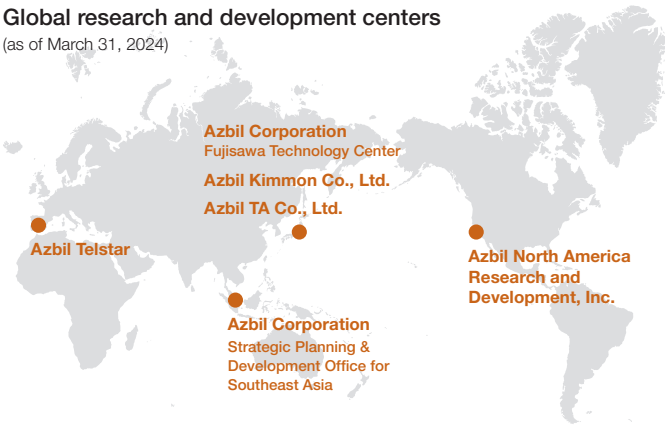 Global research and development centers
(as of March 31, 2024)
Azbil Corporation
Fujisawa Technology Center
Azbil Kimmon Co., Ltd.
Azbil TA Co., Ltd.
Azbil Telstar
Azbil North America
Research and
Development, Inc.
Azbil Corporation
Strategic Planning &
Development Office for
Southeast Asia